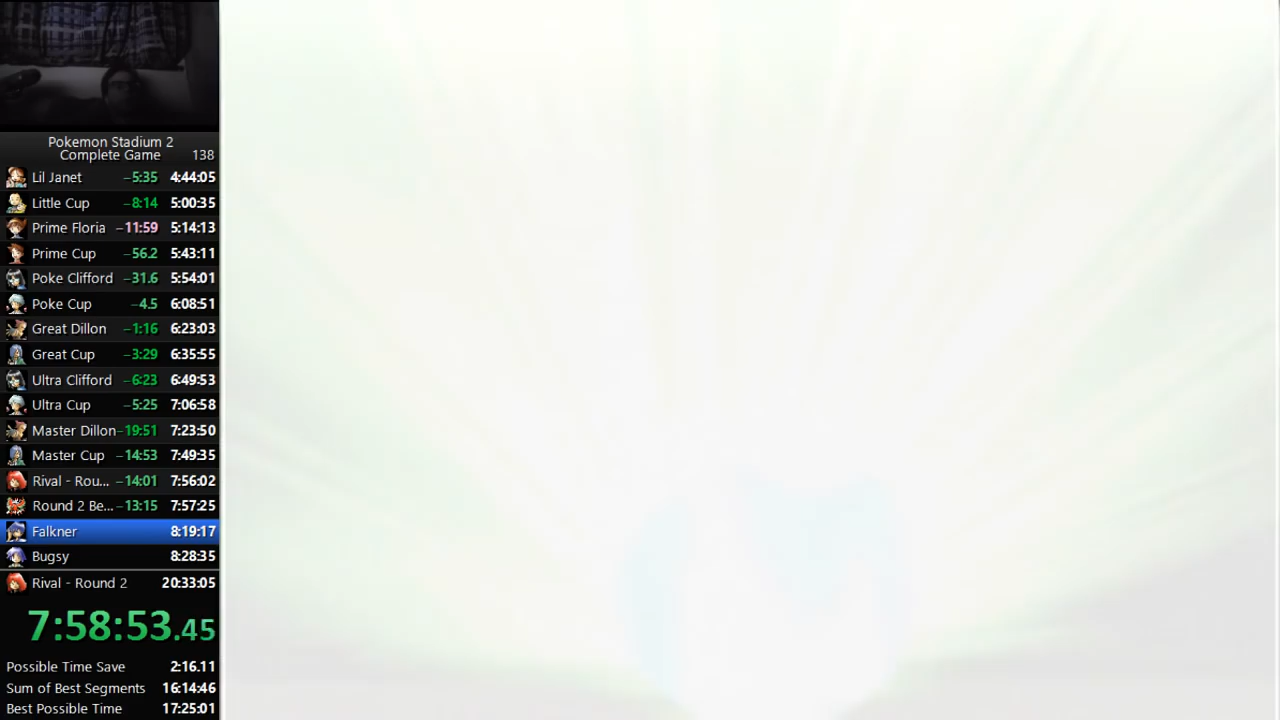 Pokemon Stadium 2
Complete Game 138
Lil Janet −5:35 4:44:05
Little Cup −8:14 5:00:35
Prime Floria −11:59 5:14:13
Prime Cup −56.2 5:43:11
Poke Clifford −31.6 5:54:01
Poke Cup −4.5 6:08:51
Great Dillon −1:16 6:23:03
Great Cup −3:29 6:35:55
Ultra Clifford −6:23 6:49:53
Ultra Cup −5:25 7:06:58
Master Dillon −19:51 7:23:50
Master Cup −14:53 7:49:35
Rival - Rou... −14:01 7:56:02
Round 2 Be... −13:15 7:57:25
Falkner 8:19:17
Bugsy 8:28:35
Rival - Round 2 20:33:05
7:58:53.45
Possible Time Save 2:16.11
Sum of Best Segments 16:14:46
Best Possible Time 17:25:01